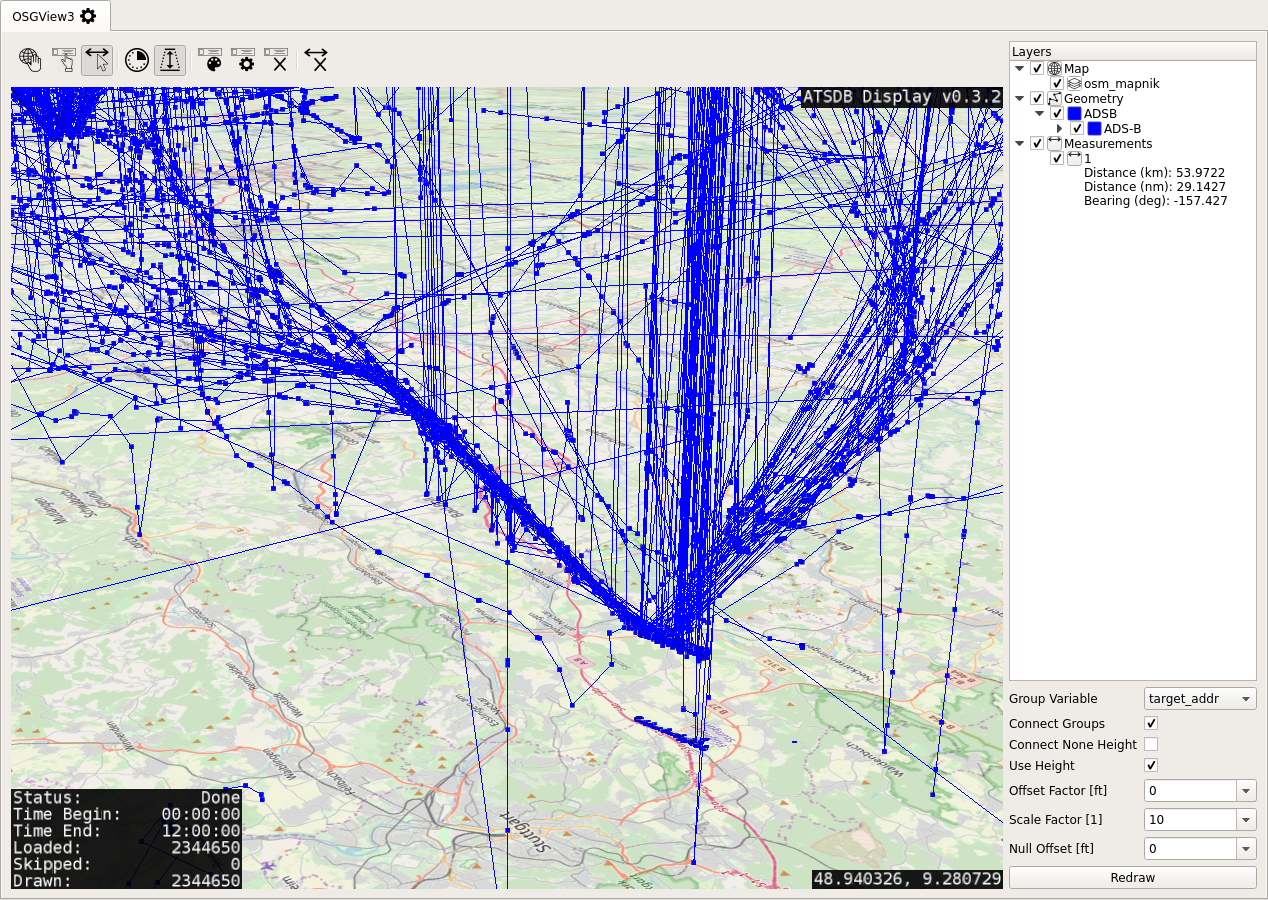 OSGView3
ATSDB Display v0.3.2
Layers
Map
osm_mapnik
Geometry
ADSB
ADS-B
Measurements
1
Distance (km): 53.9722
Distance (nm): 29.1427
Bearing (deg): -157.427
A 8
B 312
B 27
Stuttgart
Status: Done
Time Begin: 00:00:00
Time End: 12:00:00
Loaded: 2344650
Skipped: 0
Drawn: 2344650
48.940326, 9.280729
Group Variable target_addr
Connect Groups
Connect None Height
Use Height
Offset Factor [ft] 0
Scale Factor [1] 10
Null Offset [ft] 0
Redraw